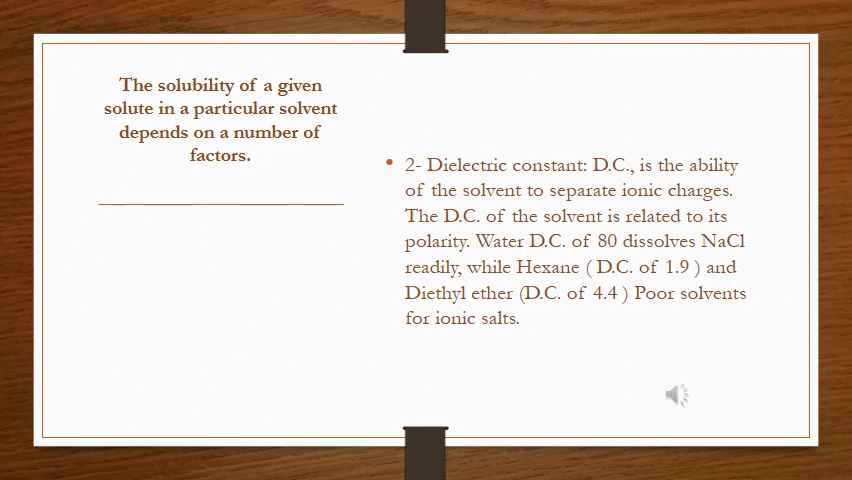 The solubility of a given
solute in a particular solvent
depends on a number of
factors.
• 2- Dielectric constant: D.C., is the ability
of the solvent to separate ionic charges.
The D.C. of the solvent is related to its
polarity. Water D.C. of 80 dissolves NaCl
readily, while Hexane ( D.C. of 1.9 ) and
Diethyl ether (D.C. of 4.4 ) Poor solvents
for ionic salts.